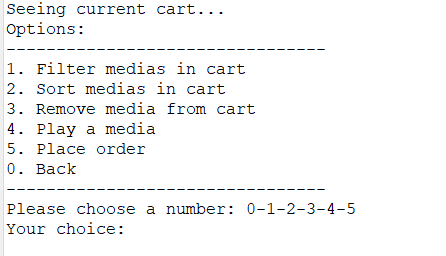 Seeing current cart...
Options:
--------------------------------
1. Filter medias in cart
2. Sort medias in cart
3. Remove media from cart
4. Play a media
5. Place order
0. Back
--------------------------------
Please choose a number: 0-1-2-3-4-5
Your choice: